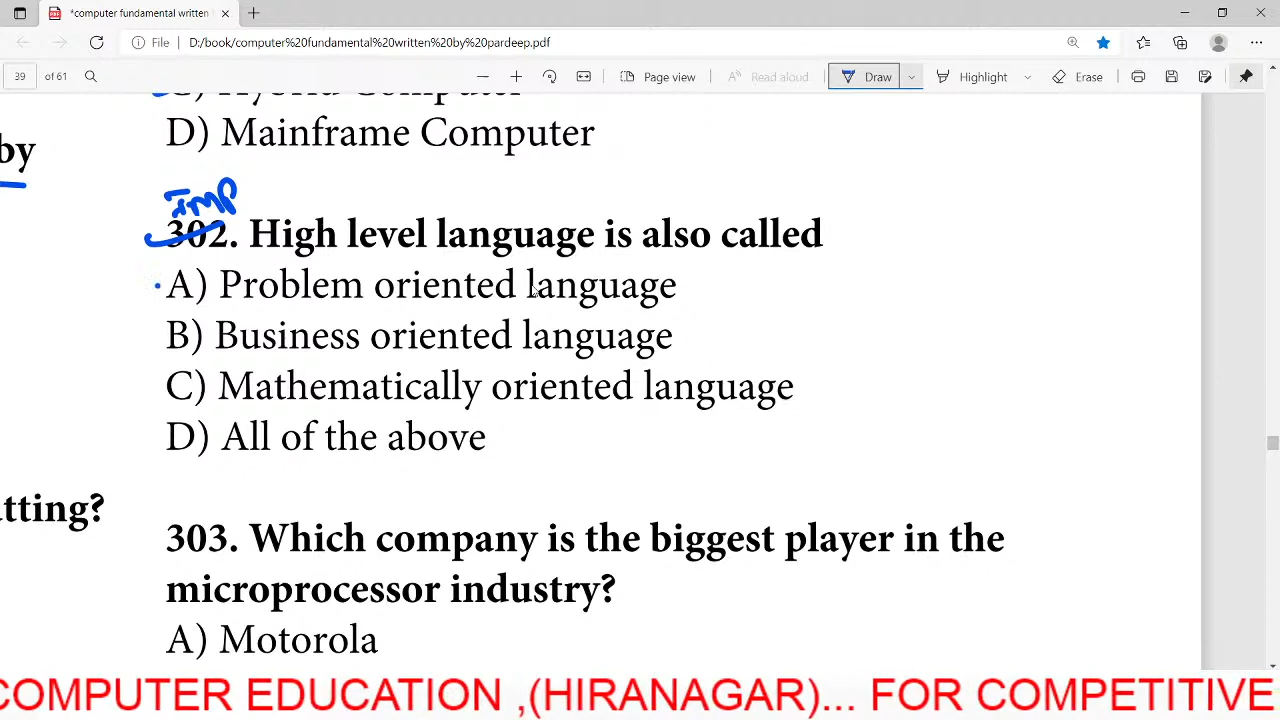 *computer fundamental written
File
D:/book/computer%20fundamental%20written%20by%20pardeep.pdf
39 of 61
Page view
Read aloud
Draw
Highlight
Erase
C) Hybrid Computer
D) Mainframe Computer
by
IMP
302. High level language is also called
A) Problem oriented language
B) Business oriented language
C) Mathematically oriented language
D) All of the above
atting?
303. Which company is the biggest player in the
microprocessor industry?
A) Motorola
COMPUTER EDUCATION ,(HIRANAGAR)... FOR COMPETITIVE